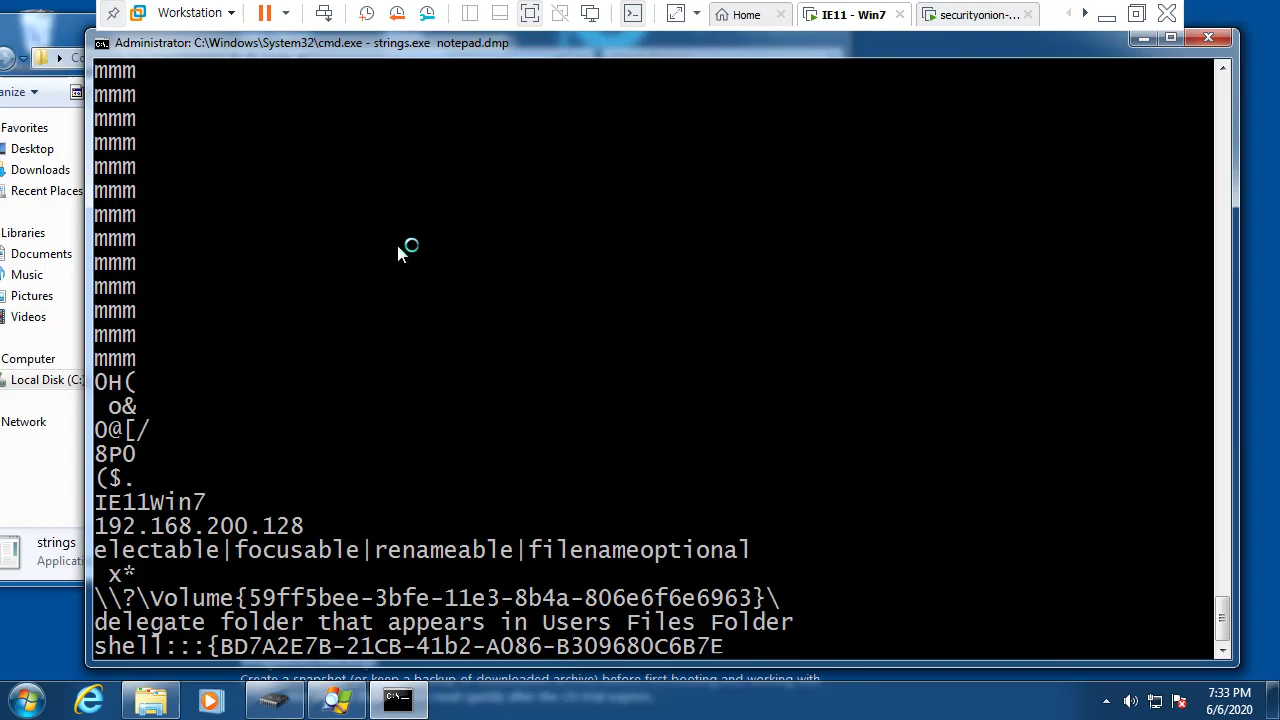 Workstation
Home
IE11 - Win7
securityonion-...
Administrator: C:\Windows\System32\cmd.exe - strings.exe notepad.dmp
Co
anize
Favorites
Desktop
Downloads
Recent Places
Libraries
Documents
Music
Pictures
Videos
Computer
Local Disk (C:
Network
strings
Applicati
mmm
mmm
mmm
mmm
mmm
mmm
mmm
mmm
mmm
mmm
mmm
mmm
mmm
OH(
o&
O@[/
8PO
($.
IE11Win7
192.168.200.128
electable|focusable|renameable|filenameoptional
x*
\\?\Volume{59ff5bee-3bfe-11e3-8b4a-806e6f6e6963}\
delegate folder that appears in Users Files Folder
shell:::{BD7A2E7B-21CB-41b2-A086-B309680C6B7E
Create a snapshot (or keep a backup of downloaded archive) before first booting and working with
7:33 PM
6/6/2020